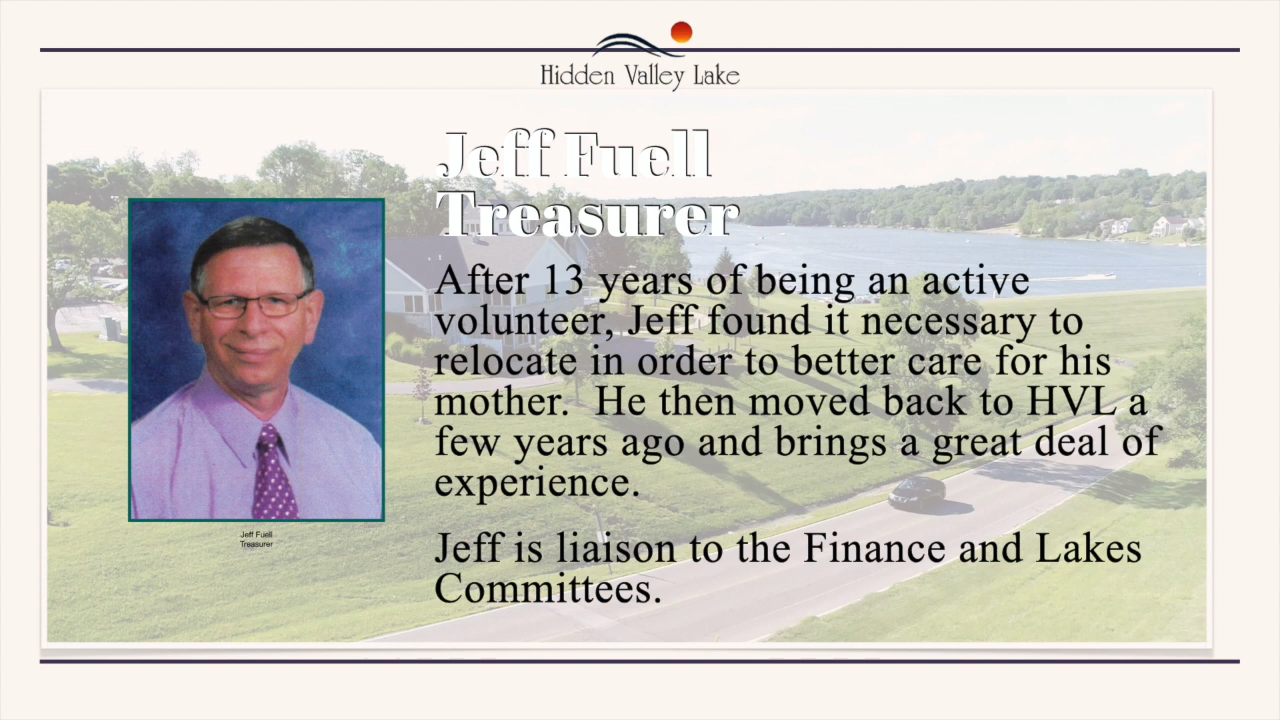 Hidden Valley Lake
Jeff Fuell
Treasurer
After 13 years of being an active
volunteer, Jeff found it necessary to
relocate in order to better care for his
mother.  He then moved back to HVL a
few years ago and brings a great deal of
experience.
Jeff is liaison to the Finance and Lakes
Committees.
Jeff Fuell
Treasurer